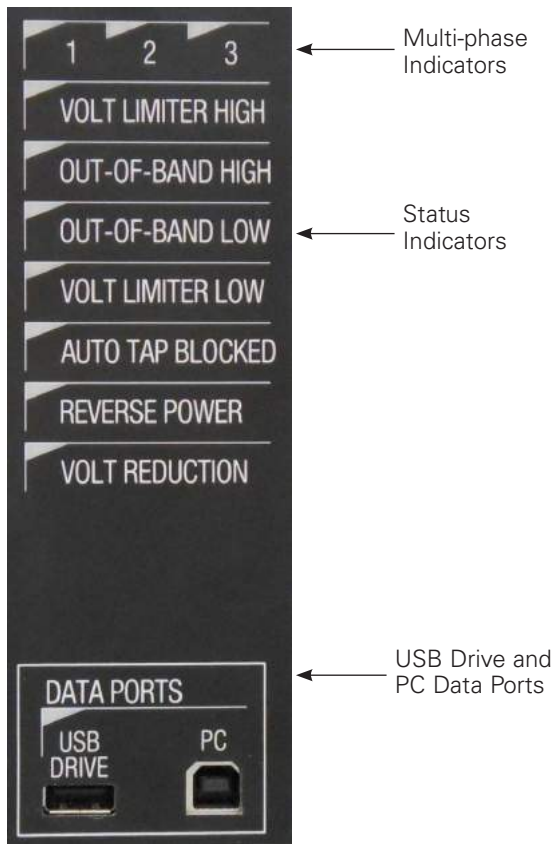 1 2 3
Multi-phase
Indicators
VOLT LIMITER HIGH
OUT-OF-BAND HIGH
OUT-OF-BAND LOW
Status
Indicators
VOLT LIMITER LOW
AUTO TAP BLOCKED
REVERSE POWER
VOLT REDUCTION
USB Drive and
PC Data Ports
DATA PORTS
USB
DRIVE
PC